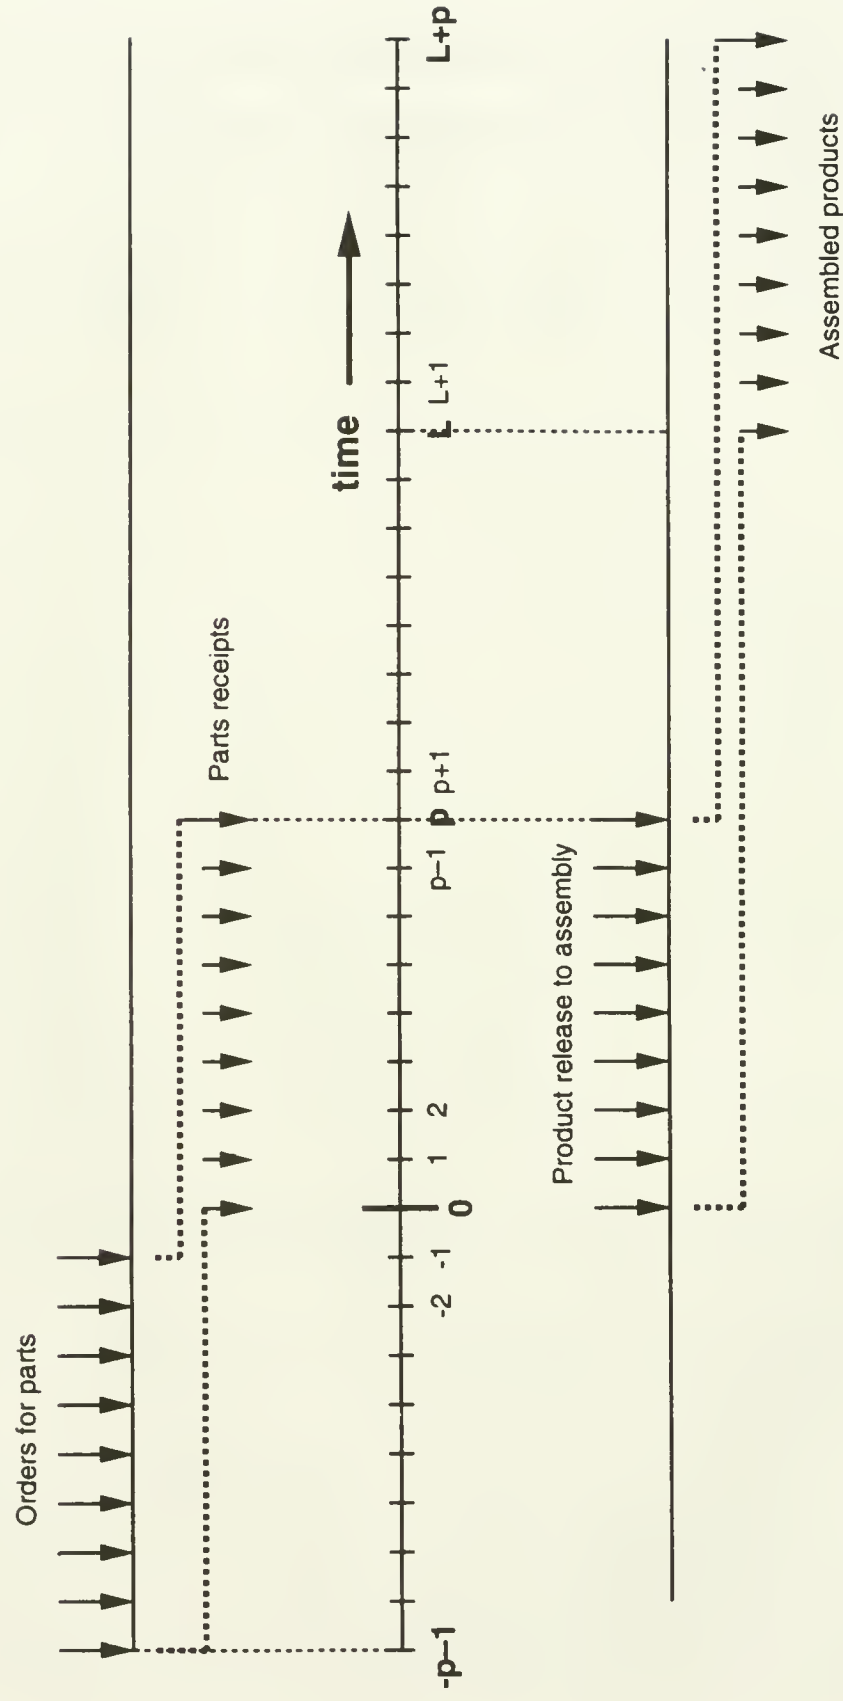 Orders for parts
Parts receipts
time
-p–1
-2
-1
0
1
2
p–1
p
p+1
L
L+1
L+p
Product release to assembly
Assembled products